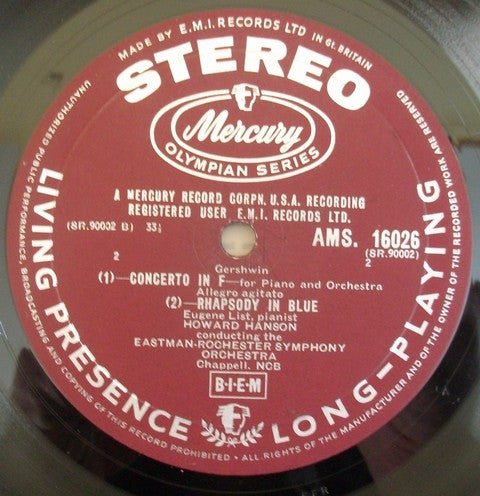 MADE BY E.M.I. RECORDS LTD IN GT. BRITAIN
STEREO
Mercury
OLYMPIAN SERIES
A MERCURY RECORD CORPN. U.S.A. RECORDING
REGISTERED USER E.M.I. RECORDS LTD.
(SR.90002 B) 33⅓
AMS. 16026
(SR.90002)
2
2
Gershwin
(1)—CONCERTO IN F—for Piano and Orchestra
Allegro agitato
(2)—RHAPSODY IN BLUE
Eugene List, pianist
HOWARD HANSON
conducting the
EASTMAN-ROCHESTER SYMPHONY
ORCHESTRA
Chappell, NCB
B·I·E·M
LIVING PRESENCE
LONG-PLAYING
UNAUTHORIZED PUBLIC PERFORMANCE, BROADCASTING AND COPYING OF THIS RECORD PROHIBITED • ALL RIGHTS OF THE MANUFACTURER AND OF THE OWNER OF THE RECORDED WORK ARE RESERVED